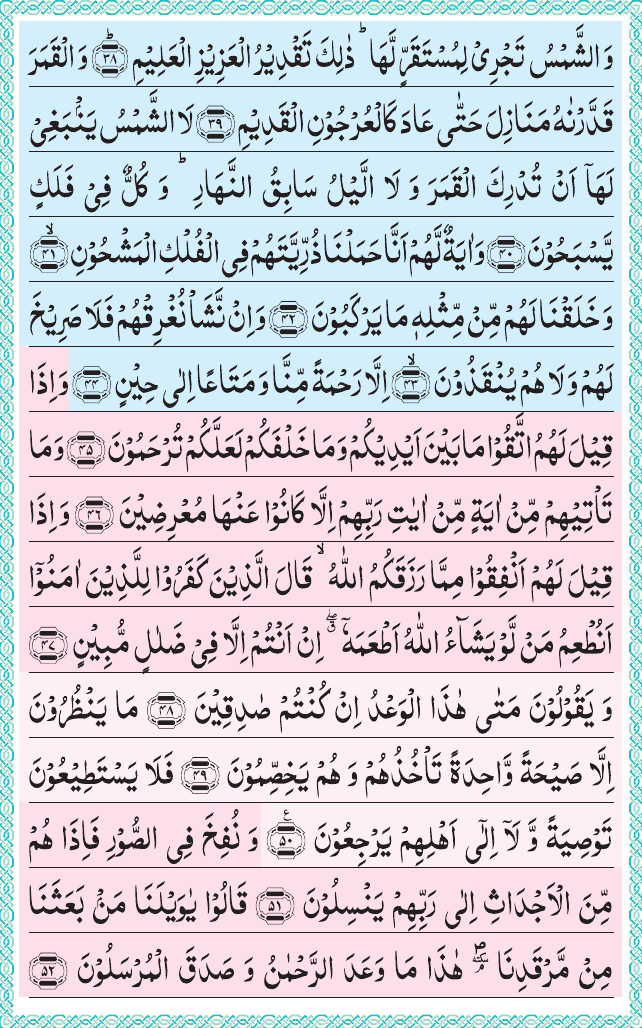 وَالشَّمْسُ تَجْرِيْ لِمُسْتَقَرٍّ لَّهَا ؕ ذٰلِكَ تَقْدِيْرُ الْعَزِيْزِ الْعَلِيْمِ ؕ﴿۳۸﴾ وَالْقَمَرَ
قَدَّرْنٰهُ مَنَازِلَ حَتّٰى عَادَ كَالْعُرْجُوْنِ الْقَدِيْمِ ﴿۳۹﴾ لَا الشَّمْسُ يَنْۢبَغِيْ
لَهَاۤ اَنْ تُدْرِكَ الْقَمَرَ وَ لَا الَّيْلُ سَابِقُ النَّهَارِ ؕ وَ كُلٌّ فِيْ فَلَكٍ
يَّسْبَحُوْنَ ﴿۴۰﴾ وَاٰيَةٌ لَّهُمْ اَنَّا حَمَلْنَا ذُرِّيَّتَهُمْ فِي الْفُلْكِ الْمَشْحُوْنِ ۙ﴿۴۱﴾
وَخَلَقْنَا لَهُمْ مِّنْ مِّثْلِهٖ مَا يَرْكَبُوْنَ ﴿۴۲﴾ وَاِنْ نَّشَاْ نُغْرِقْهُمْ فَلَا صَرِيْخَ
لَهُمْ وَلَا هُمْ يُنْقَذُوْنَ ۙ﴿۴۳﴾ اِلَّا رَحْمَةً مِّنَّا وَمَتَاعًا اِلٰى حِيْنٍ ﴿۴۴﴾ وَاِذَا
قِيْلَ لَهُمُ اتَّقُوْا مَا بَيْنَ اَيْدِيْكُمْ وَمَا خَلْفَكُمْ لَعَلَّكُمْ تُرْحَمُوْنَ ﴿۴۵﴾ وَمَا
تَاْتِيْهِمْ مِّنْ اٰيَةٍ مِّنْ اٰيٰتِ رَبِّهِمْ اِلَّا كَانُوْا عَنْهَا مُعْرِضِيْنَ ﴿۴۶﴾ وَاِذَا
قِيْلَ لَهُمْ اَنْفِقُوْا مِمَّا رَزَقَكُمُ اللّٰهُ ۙ قَالَ الَّذِيْنَ كَفَرُوْا لِلَّذِيْنَ اٰمَنُوْۤا
اَنُطْعِمُ مَنْ لَّوْ يَشَآءُ اللّٰهُ اَطْعَمَهٗۤ ۖۗ اِنْ اَنْتُمْ اِلَّا فِيْ ضَلٰلٍ مُّبِيْنٍ ﴿۴۷﴾
وَ يَقُوْلُوْنَ مَتٰى هٰذَا الْوَعْدُ اِنْ كُنْتُمْ صٰدِقِيْنَ ﴿۴۸﴾ مَا يَنْظُرُوْنَ
اِلَّا صَيْحَةً وَّاحِدَةً تَاْخُذُهُمْ وَ هُمْ يَخِصِّمُوْنَ ﴿۴۹﴾ فَلَا يَسْتَطِيْعُوْنَ
تَوْصِيَةً وَّ لَاۤ اِلٰۤى اَهْلِهِمْ يَرْجِعُوْنَ ﴿۵۰﴾ع وَ نُفِخَ فِي الصُّوْرِ فَاِذَا هُمْ
مِّنَ الْاَجْدَاثِ اِلٰى رَبِّهِمْ يَنْسِلُوْنَ ﴿۵۱﴾ قَالُوْا يٰوَيْلَنَا مَنْۢ بَعَثَنَا
مِنْ مَّرْقَدِنَا ۘؐ هٰذَا مَا وَعَدَ الرَّحْمٰنُ وَ صَدَقَ الْمُرْسَلُوْنَ ﴿۵۲﴾